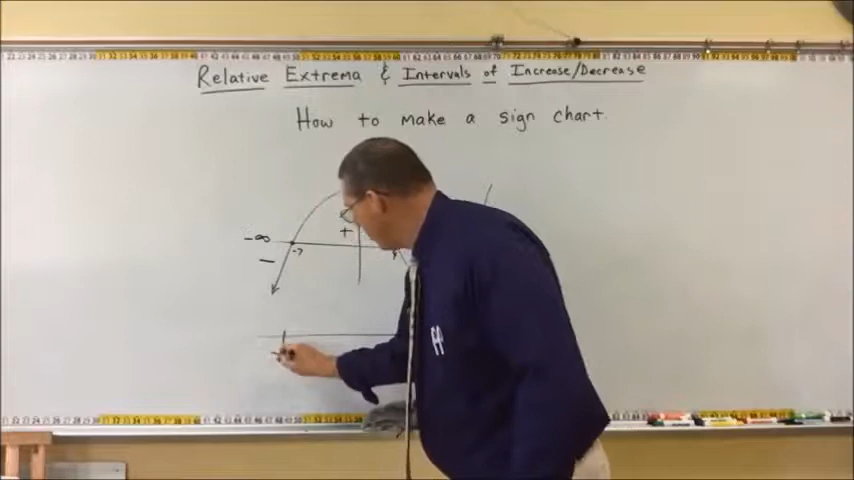 Relative Extrema & Intervals of Increase/Decrease
How to make a sign chart
+
-∞
-7
−